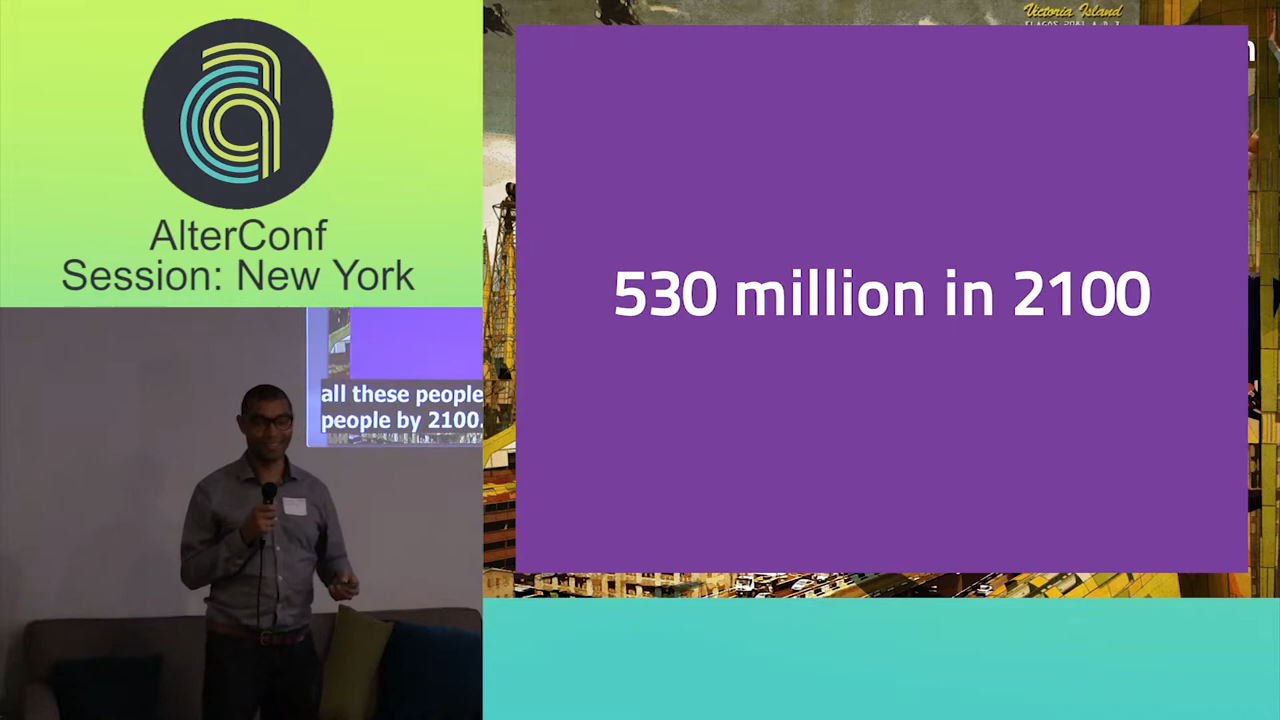 AlterConf
Session: New York
all these people
people by 2100.
Victoria Island
530 million in 2100